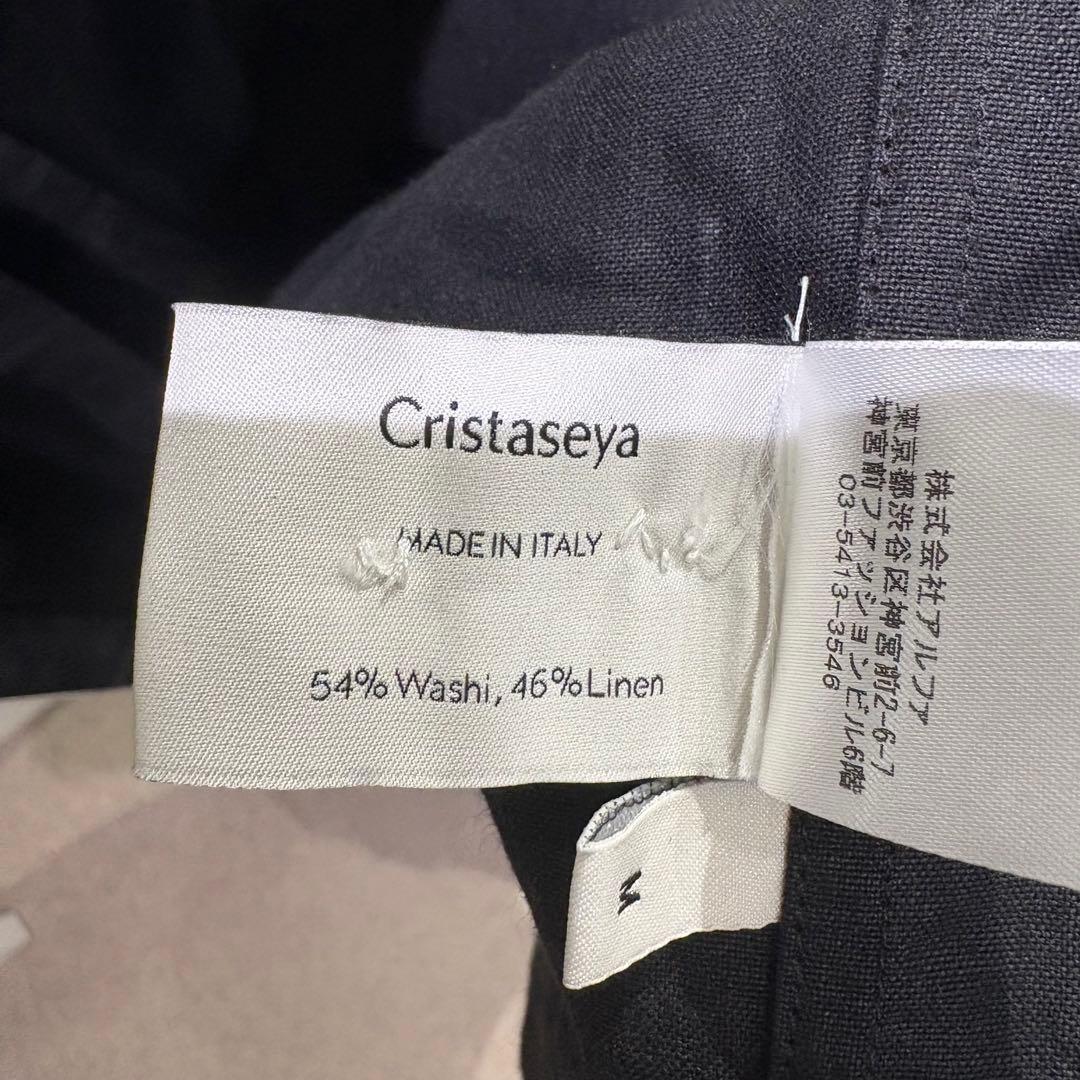 Cristaseya
MADE IN ITALY
54% Washi, 46% Linen
株式会社アルファ
東京都渋谷区神宮前2-6-7
神宮前ファッションビル6階
03-5413-3546
M